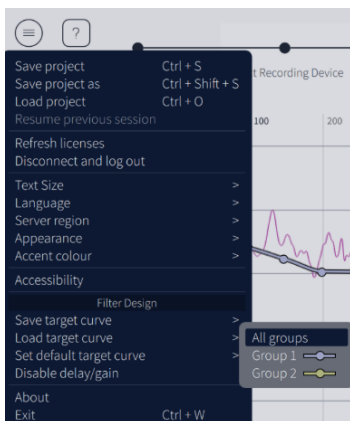 ?
Save project Ctrl + S
Save project as Ctrl + Shift + S
t Recording Device
Load project Ctrl + O
Resume previous session
100 200
Refresh licenses
Disconnect and log out
Text Size >
Language >
Server region >
Appearance >
Accent colour >
Accessibility
Filter Design
Save target curve >
Load target curve > All groups
Set default target curve > Group 1
Disable delay/gain Group 2
About
Exit Ctrl + W